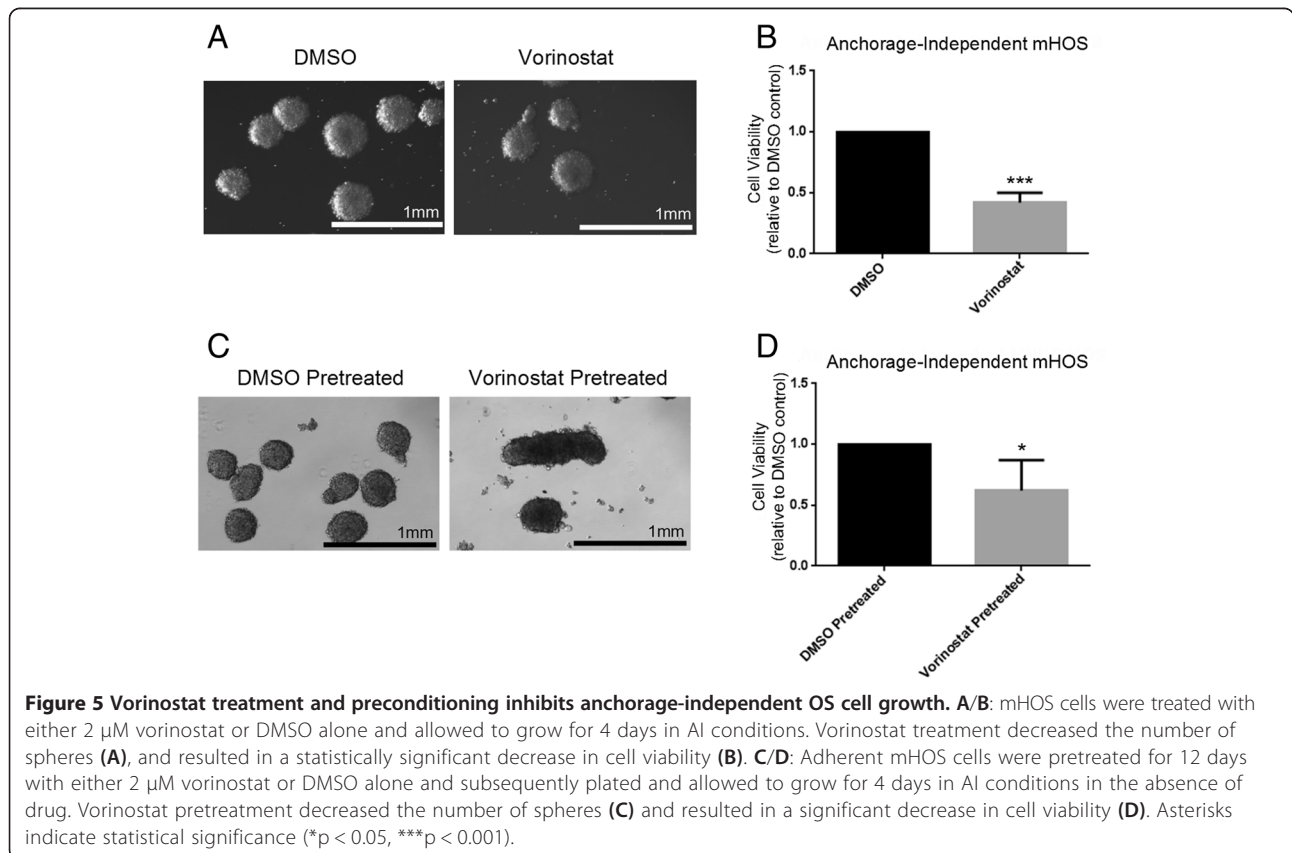 A
DMSO
Vorinostat
1mm
1mm
B
Anchorage-Independent mHOS
Cell Viability
(relative to DMSO control)
1.5
1.0
0.5
0.0
***
DMSO
Vorinostat
C
DMSO Pretreated
Vorinostat Pretreated
1mm
1mm
D
Anchorage-Independent mHOS
Cell Viability
(relative to DMSO control)
1.5
1.0
0.5
0.0
*
DMSO Pretreated
Vorinostat Pretreated
Figure 5 Vorinostat treatment and preconditioning inhibits anchorage-independent OS cell growth. A/B: mHOS cells were treated with
either 2 μM vorinostat or DMSO alone and allowed to grow for 4 days in AI conditions. Vorinostat treatment decreased the number of
spheres (A), and resulted in a statistically significant decrease in cell viability (B). C/D: Adherent mHOS cells were pretreated for 12 days
with either 2 μM vorinostat or DMSO alone and subsequently plated and allowed to grow for 4 days in AI conditions in the absence of
drug. Vorinostat pretreatment decreased the number of spheres (C) and resulted in a significant decrease in cell viability (D). Asterisks
indicate statistical significance (*p < 0.05, ***p < 0.001).